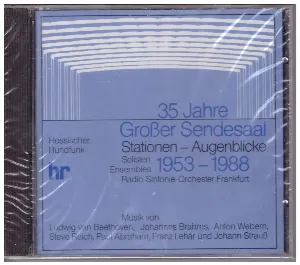 35 Jahre
Großer Sendesaal
Stationen – Augenblicke
Hessischer
Rundfunk
Solisten
Ensembles
1953 – 1988
hr
Radio-Sinfonie-Orchester Frankfurt
Musik von
Ludwig van Beethoven, Johannes Brahms, Anton Webern,
Steve Reich, Paul Abraham, Franz Lehár und Johann Strauß